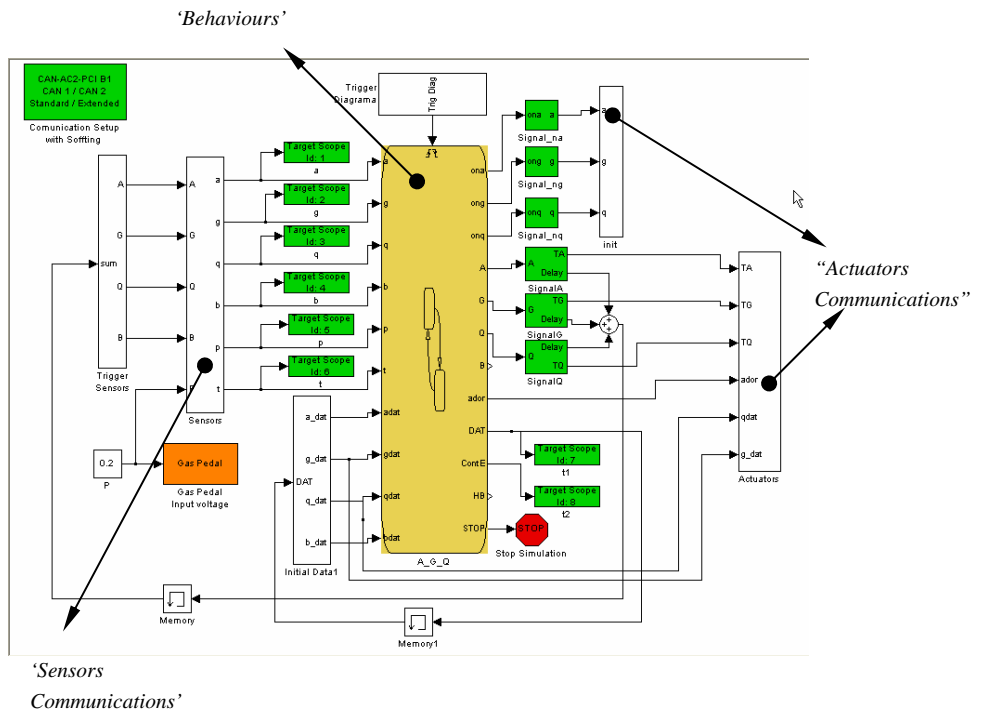 ‘Behaviours’
CAN-AC2-PCI B1
CAN 1 / CAN 2
Standard / Extended
Comunication Setup
with Soffting
Trigger
Diagrama
Trig Diag
A
G
sum
Q
B
Trigger
Sensors
A
G
Q
B
P
a
g
q
b
p
t
Sensors
Target Scope
Id: 1
a
Target Scope
Id: 2
g
Target Scope
Id: 3
q
Target Scope
Id: 4
b
Target Scope
Id: 5
p
Target Scope
Id: 6
t
0.2
P
Gas Pedal
Gas Pedal
Input voltage
DAT
a_dat
g_dat
q_dat
b_dat
Initial Data1
a
g
q
b
p
t
adat
gdat
qdat
bdat
ona
ong
onq
A
G
Q
B
ador
DAT
ContE
HB
STOP
A_G_Q
ona a
Signal_na
ong g
Signal_ng
onq q
Signal_nq
a
g
q
init
A
TA
Delay
SignalA
G
TG
Delay
SignalG
Q
Delay
TQ
SignalQ
+
+
+
TA
TG
TQ
ador
qdat
g_dat
Actuators
Target Scope
Id: 7
t1
Target Scope
Id: 8
t2
STOP
Stop Simulation
Memory
Memory1
“Actuators
Communications”
‘Sensors
Communications’